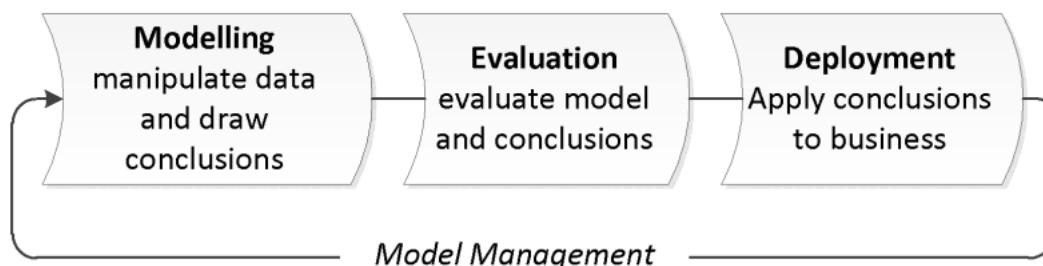 Modelling
manipulate data
and draw
conclusions
Evaluation
evaluate model
and conclusions
Deployment
Apply conclusions
to business
Model Management